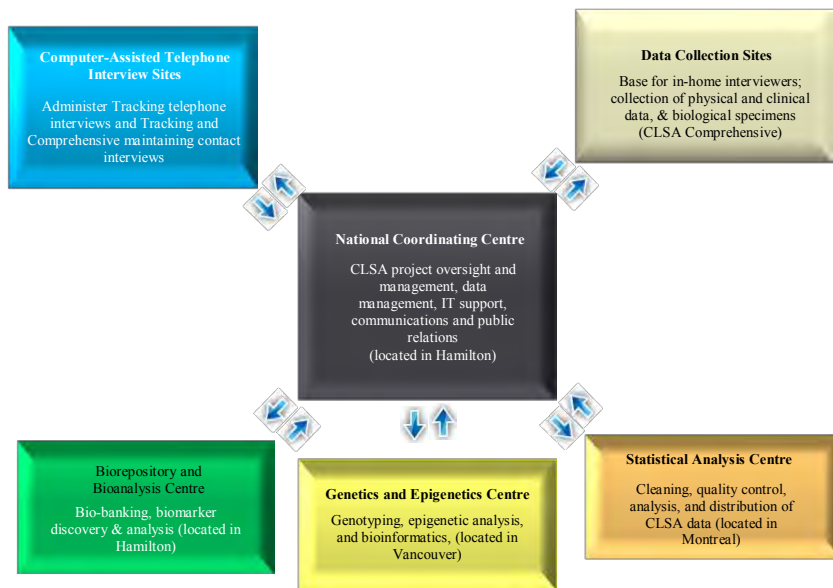 Computer-Assisted Telephone
Interview Sites
Administer Tracking telephone
interviews and Tracking and
Comprehensive maintaining contact
interviews
Data Collection Sites
Base for in-home interviewers;
collection of physical and clinical
data, & biological specimens
(CLSA Comprehensive)
National Coordinating Centre
CLSA project oversight and
management, data
management, IT support,
communications and public
relations
(located in Hamilton)
Biorepository and
Bioanalysis Centre
Bio-banking, biomarker
discovery & analysis (located in
Hamilton)
Genetics and Epigenetics Centre
Genotyping, epigenetic analysis,
and bioinformatics, (located in
Vancouver)
Statistical Analysis Centre
Cleaning, quality control,
analysis, and distribution of
CLSA data (located in
Montreal)